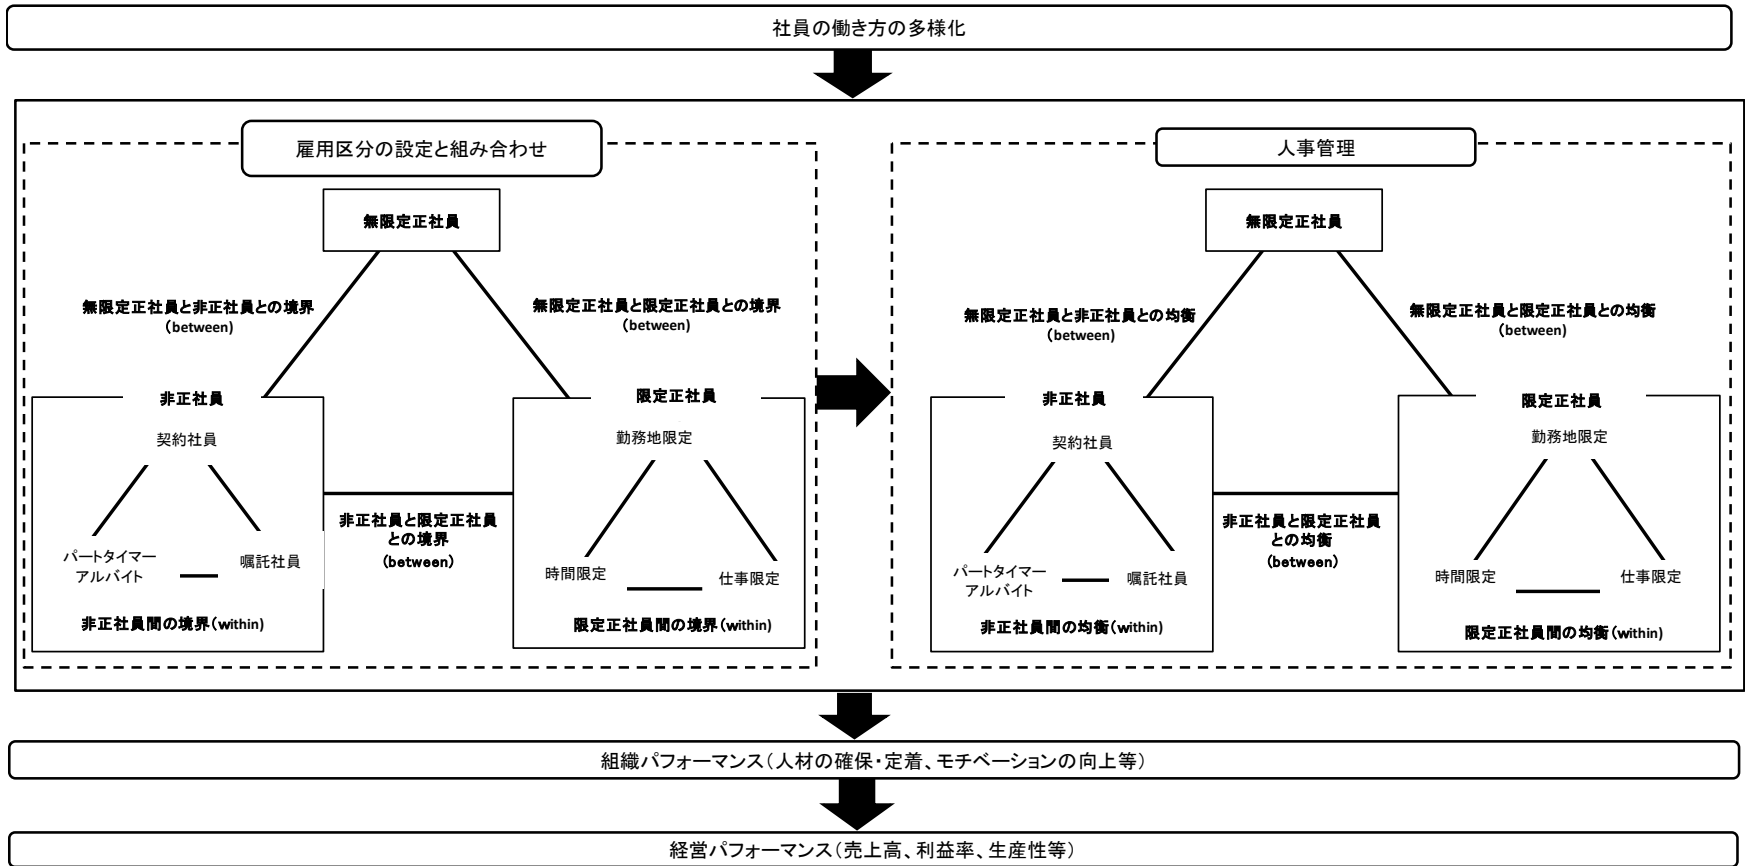 社員の働き方の多様化
雇用区分の設定と組み合わせ
無限定正社員
無限定正社員と非正社員との境界
（between)
無限定正社員と限定正社員との境界
（between)
非正社員
契約社員
パートタイマー
アルバイト
嘱託社員
非正社員間の境界（within)
非正社員と限定正社員
との境界
(between)
限定正社員
勤務地限定
時間限定
仕事限定
限定正社員間の境界（within)
人事管理
無限定正社員
無限定正社員と非正社員との均衡
（between)
無限定正社員と限定正社員との均衡
（between)
非正社員
契約社員
パートタイマー
アルバイト
嘱託社員
非正社員間の均衡（within)
非正社員と限定正社員
との均衡
(between)
限定正社員
勤務地限定
時間限定
仕事限定
限定正社員間の均衡（within)
組織パフォーマンス（人材の確保・定着、モチベーションの向上等）
経営パフォーマンス（売上高、利益率、生産性等）